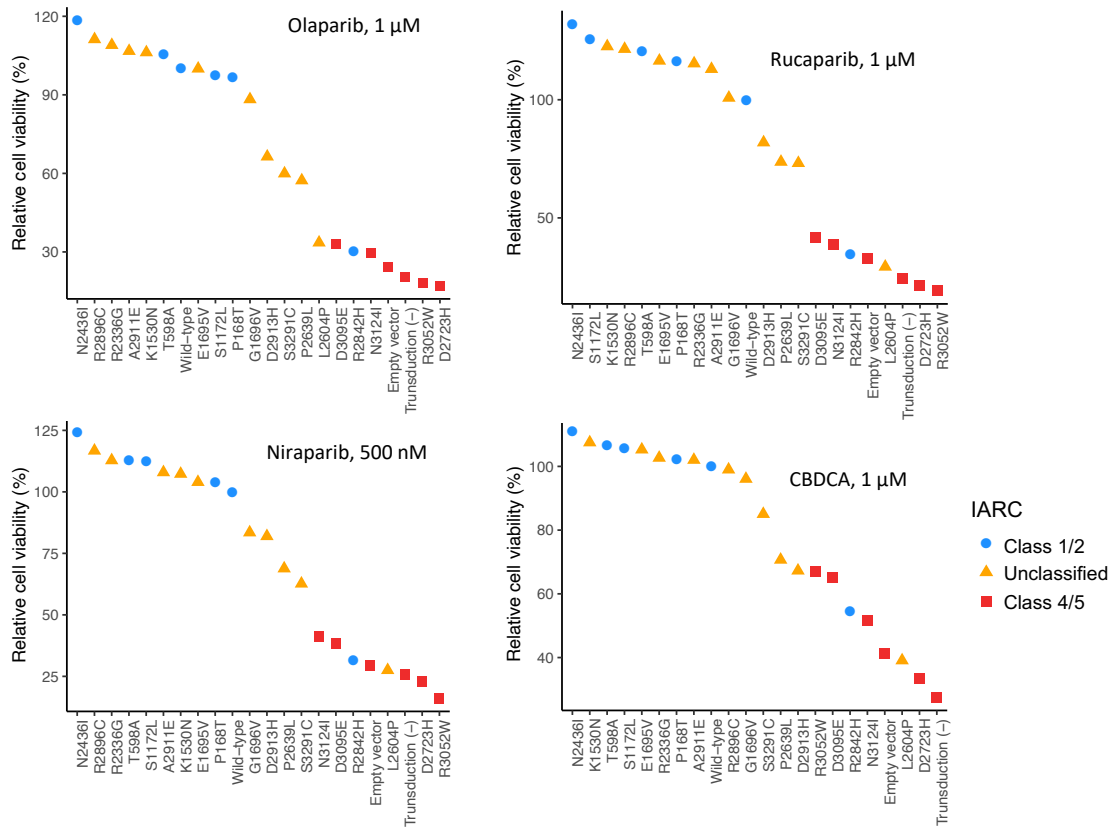 Olaparib, 1 µM
Relative cell viability (%)
120
90
60
30
N2436I
R2896C
R2336G
A2911E
K1530N
T598A
Wild−type
E1695V
S1172L
P168T
G1696V
D2913H
S3291C
P2639L
L2604P
D3095E
R2842H
N3124I
Empty vector
Trunsduction (−)
R3052W
D2723H
Rucaparib, 1 µM
Relative cell viability (%)
100
50
N2436I
S1172L
K1530N
R2896C
T598A
E1695V
P168T
R2336G
A2911E
G1696V
Wild−type
D2913H
P2639L
S3291C
D3095E
N3124I
R2842H
Empty vector
L2604P
Trunsduction (−)
D2723H
R3052W
Niraparib, 500 nM
Relative cell viability (%)
125
100
75
50
25
N2436I
R2896C
R2336G
T598A
S1172L
A2911E
K1530N
E1695V
P168T
Wild−type
G1696V
D2913H
P2639L
S3291C
N3124I
D3095E
R2842H
Empty vector
L2604P
Trunsduction (−)
D2723H
R3052W
CBDCA, 1 µM
Relative cell viability (%)
100
80
60
40
N2436I
K1530N
T598A
S1172L
E1695V
R2336G
P168T
A2911E
Wild−type
R2896C
G1696V
S3291C
P2639L
D2913H
R3052W
D3095E
R2842H
N3124I
Empty vector
L2604P
D2723H
Trunsduction (−)
IARC
Class 1/2
Unclassified
Class 4/5